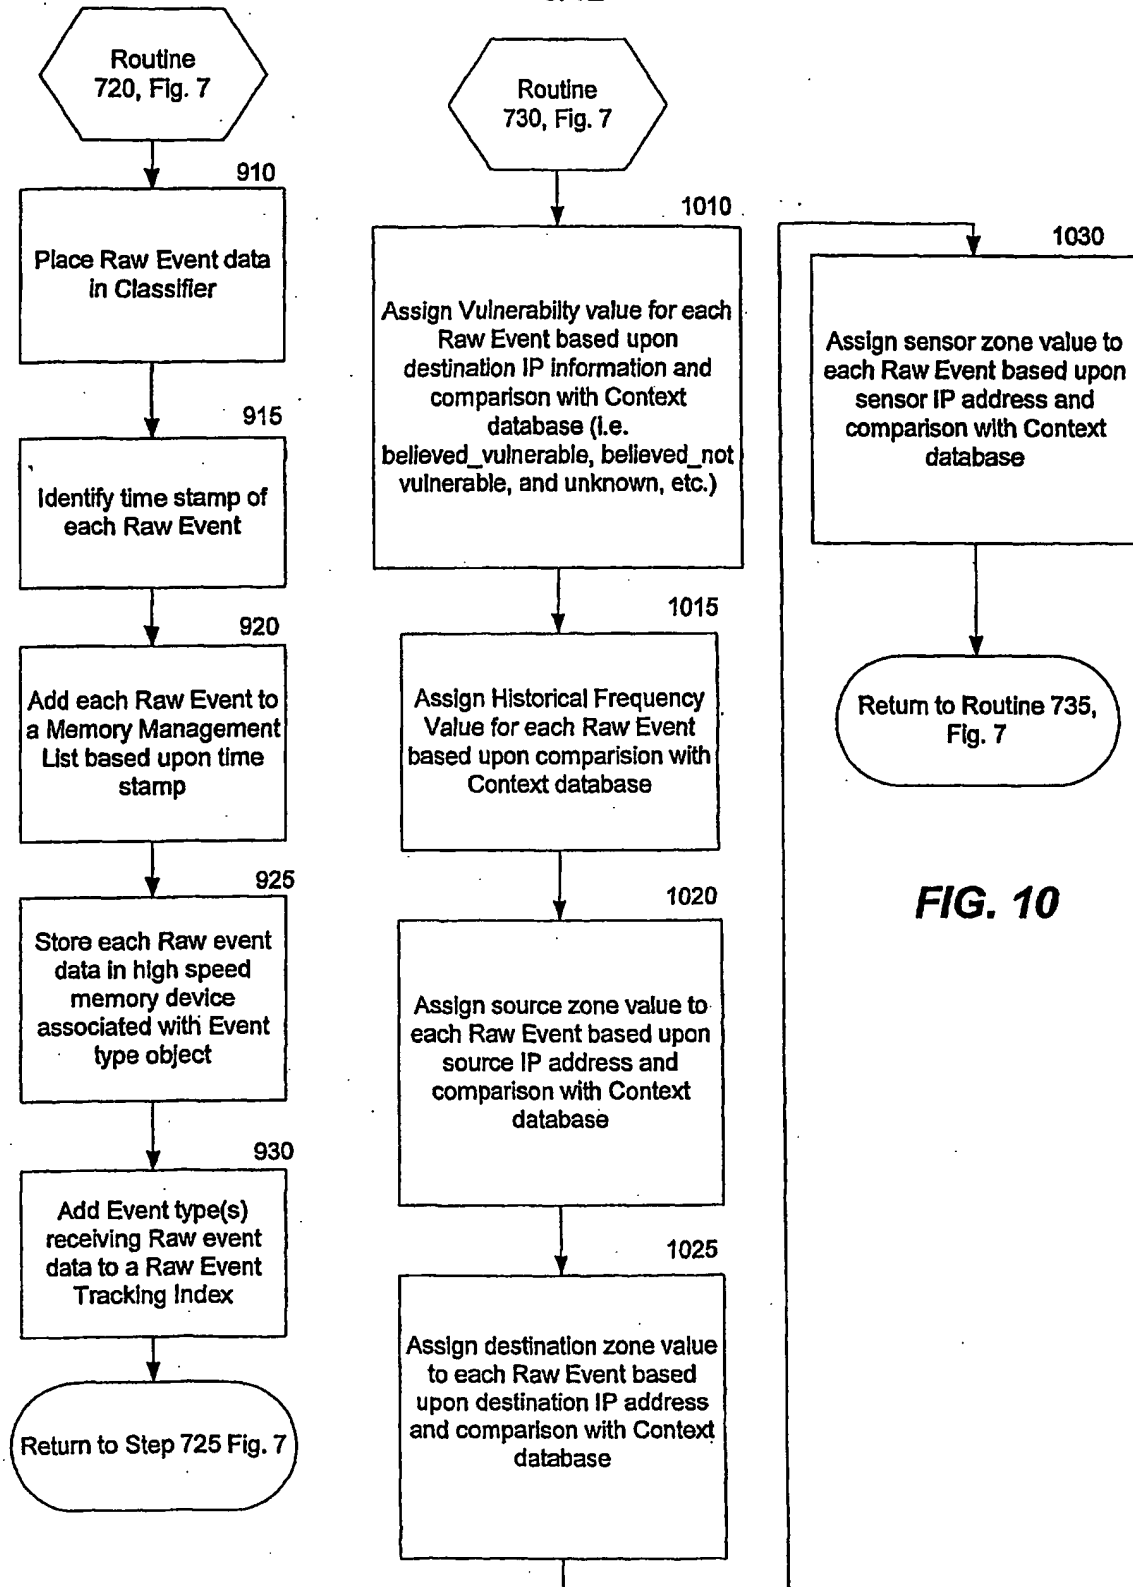 Routine
720, Fig. 7
910
Place Raw Event data
in Classifier
915
Identify time stamp of
each Raw Event
920
Add each Raw Event to
a Memory Management
List based upon time
stamp
925
Store each Raw event
data in high speed
memory device
associated with Event
type object
930
Add Event type(s)
receiving Raw event
data to a Raw Event
Tracking Index
Return to Step 725 Fig. 7
Routine
730, Fig. 7
1010
Assign Vulnerabilty value for each
Raw Event based upon
destination IP information and
comparison with Context
database (i.e.
believed_vulnerable, believed_not
vulnerable, and unknown, etc.)
1015
Assign Historical Frequency
Value for each Raw Event
based upon comparision with
Context database
1020
Assign source zone value to
each Raw Event based upon
source IP address and
comparison with Context
database
1025
Assign destination zone value
to each Raw Event based
upon destination IP address
and comparison with Context
database
1030
Assign sensor zone value to
each Raw Event based upon
sensor IP address and
comparison with Context
database
Return to Routine 735,
Fig. 7
FIG. 10